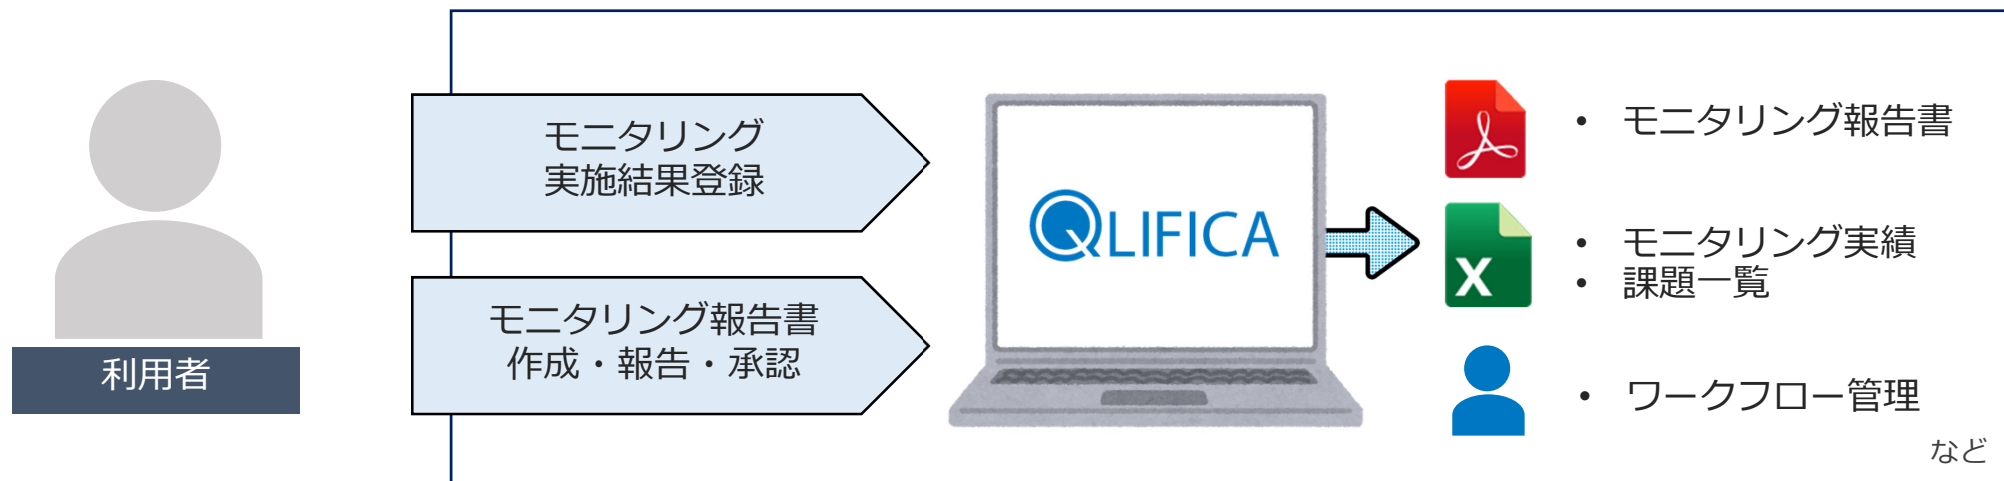 利用者
モニタリング
実施結果登録
モニタリング報告書
作成・報告・承認
QLIFICA
• モニタリング報告書
X
• モニタリング実績
• 課題一覧
• ワークフロー管理
など